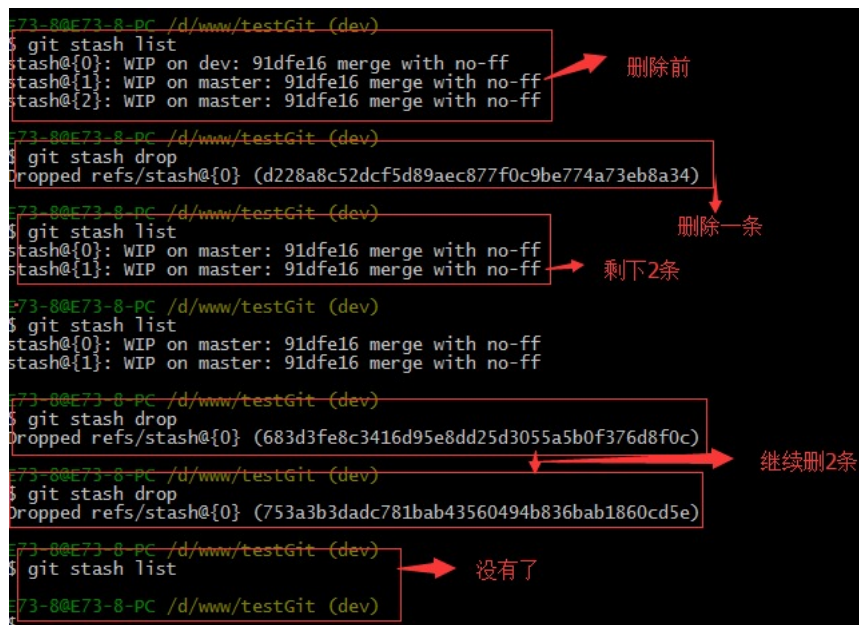 E73-8@E73-8-PC /d/www/testGit (dev)
$ git stash list
stash@{0}: WIP on dev: 91dfe16 merge with no-ff
stash@{1}: WIP on master: 91dfe16 merge with no-ff
stash@{2}: WIP on master: 91dfe16 merge with no-ff
删除前
E73-8@E73-8-PC /d/www/testGit (dev)
$ git stash drop
Dropped refs/stash@{0} (d228a8c52dcf5d89aec877f0c9be774a73eb8a34)
删除一条
E73-8@E73-8-PC /d/www/testGit (dev)
$ git stash list
stash@{0}: WIP on master: 91dfe16 merge with no-ff
stash@{1}: WIP on master: 91dfe16 merge with no-ff
剩下2条
E73-8@E73-8-PC /d/www/testGit (dev)
$ git stash list
stash@{0}: WIP on master: 91dfe16 merge with no-ff
stash@{1}: WIP on master: 91dfe16 merge with no-ff
E73-8@E73-8-PC /d/www/testGit (dev)
$ git stash drop
Dropped refs/stash@{0} (683d3fe8c3416d95e8dd25d3055a5b0f376d8f0c)
继续删2条
E73-8@E73-8-PC /d/www/testGit (dev)
$ git stash drop
Dropped refs/stash@{0} (753a3b3dadc781bab43560494b836bab1860cd5e)
E73-8@E73-8-PC /d/www/testGit (dev)
$ git stash list
没有了
E73-8@E73-8-PC /d/www/testGit (dev)
$